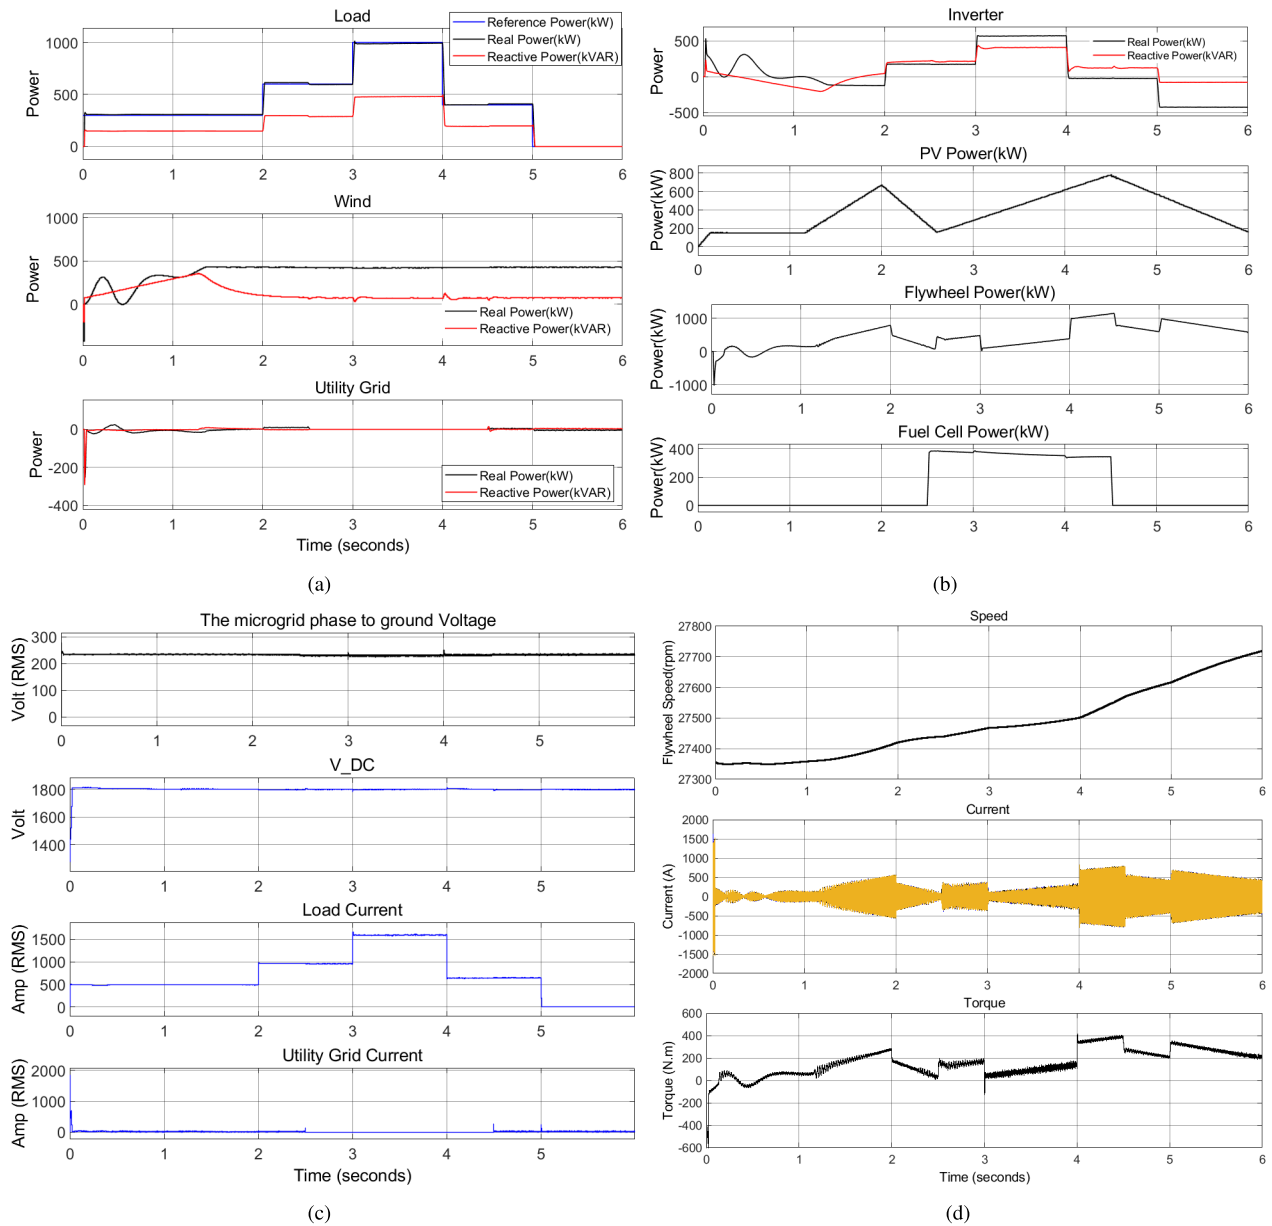 Load
Reference Power(kW)
Real Power(kW)
Reactive Power(kVAR)
Power
1000
500
0
0 1 2 3 4 5 6
Wind
Power
1000
500
0
Real Power(kW)
Reactive Power(kVAR)
0 1 2 3 4 5 6
Utility Grid
Power
0
-200
-400
Real Power(kW)
Reactive Power(kVAR)
0 1 2 3 4 5 6
Time (seconds)
(a)
Inverter
Power
500
0
-500
Real Power(kW)
Reactive Power(kVAR)
0 1 2 3 4 5 6
PV Power(kW)
Power(kW)
800
600
400
200
0
0 1 2 3 4 5 6
Flywheel Power(kW)
Power(kW)
1000
0
-1000
0 1 2 3 4 5 6
Fuel Cell Power(kW)
Power(kW)
400
200
0
0 1 2 3 4 5 6
(b)
The microgrid phase to ground Voltage
Volt (RMS)
300
200
100
0
0 1 2 3 4 5
V_DC
Volt
1800
1600
1400
0 1 2 3 4 5
Load Current
Amp (RMS)
1500
1000
500
0
0 1 2 3 4 5
Utility Grid Current
Amp (RMS)
2000
1000
0
0 1 2 3 4 5
Time (seconds)
(c)
Speed
Flywheel Speed(rpm)
27800
27700
27600
27500
27400
27300
0 1 2 3 4 5 6
Current
Current (A)
2000
1500
1000
500
0
-500
-1000
-1500
-2000
0 1 2 3 4 5 6
Torque
Torque (N.m)
600
400
200
0
-200
-400
-600
0 1 2 3 4 5 6
Time (seconds)
(d)